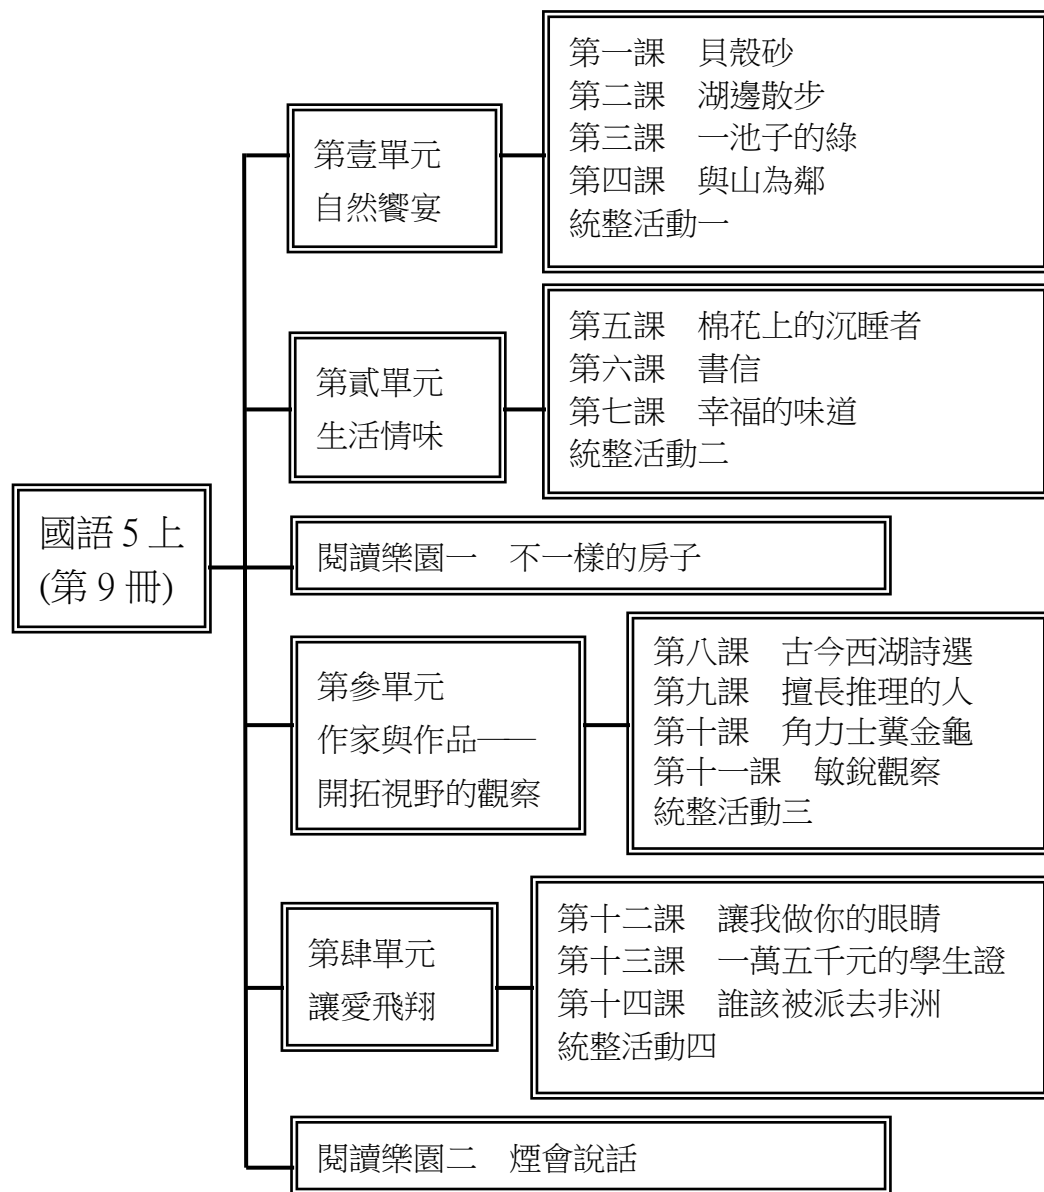 國語 5 上
(第 9 冊)
第壹單元
自然饗宴
第一課　貝殼砂
第二課　湖邊散步
第三課　一池子的綠
第四課　與山為鄰
統整活動一
第貳單元
生活情味
第五課　棉花上的沉睡者
第六課　書信
第七課　幸福的味道
統整活動二
閱讀樂園一　不一樣的房子
第參單元
作家與作品——
開拓視野的觀察
第八課　古今西湖詩選
第九課　擅長推理的人
第十課　角力士糞金龜
第十一課　敏銳觀察
統整活動三
第肆單元
讓愛飛翔
第十二課　讓我做你的眼睛
第十三課　一萬五千元的學生證
第十四課　誰該被派去非洲
統整活動四
閱讀樂園二　煙會說話